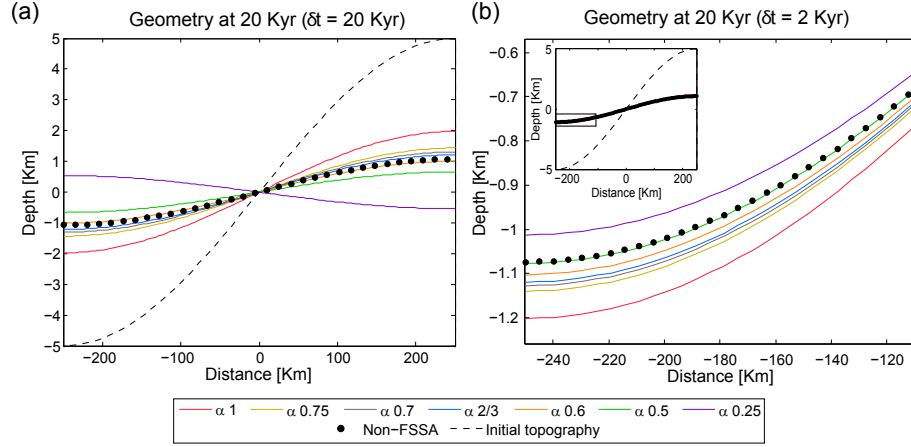 (a)
Geometry at 20 Kyr (δt = 20 Kyr)
5
4
3
2
1
0
−1
−2
−3
−4
−5
Depth [Km]
−200
−100
0
100
200
Distance [Km]
(b)
Geometry at 20 Kyr (δt = 2 Kyr)
−0.6
−0.7
−0.8
−0.9
−1
−1.1
−1.2
Depth [Km]
5
0
−5
Depth [Km]
−200
0
200
Distance [Km]
−240
−220
−200
−180
−160
−140
−120
Distance [Km]
α 1
α 0.75
α 0.7
α 2/3
α 0.6
α 0.5
α 0.25
Non−FSSA
Initial topography